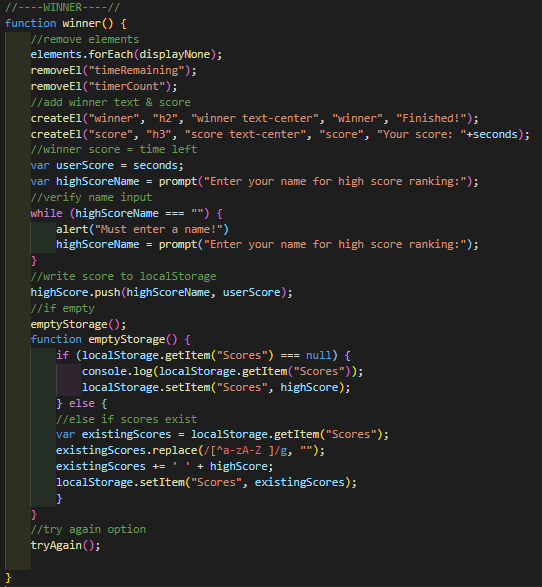 //----WINNER----//
function winner() {
    //remove elements
    elements.forEach(displayNone);
    removeEl("timeRemaining");
    removeEl("timerCount");
    //add winner text & score
    createEl("winner", "h2", "winner text-center", "winner", "Finished!");
    createEl("score", "h3", "score text-center", "score", "Your score: "+seconds);
    //winner score = time left
    var userScore = seconds;
    var highScoreName = prompt("Enter your name for high score ranking:");
    //verify name input
    while (highScoreName === "") {
        alert("Must enter a name!")
        highScoreName = prompt("Enter your name for high score ranking:");
    }
    //write score to localStorage
    highScore.push(highScoreName, userScore);
    //if empty
    emptyStorage();
    function emptyStorage() {
        if (localStorage.getItem("Scores") === null) {
            console.log(localStorage.getItem("Scores"));
            localStorage.setItem("Scores", highScore);
        } else {
        //else if scores exist
        var existingScores = localStorage.getItem("Scores");
        existingScores.replace(/[^a-zA-Z ]/g, "");
        existingScores += ' ' + highScore;
        localStorage.setItem("Scores", existingScores);
        }
    }
    //try again option
    tryAgain();
}